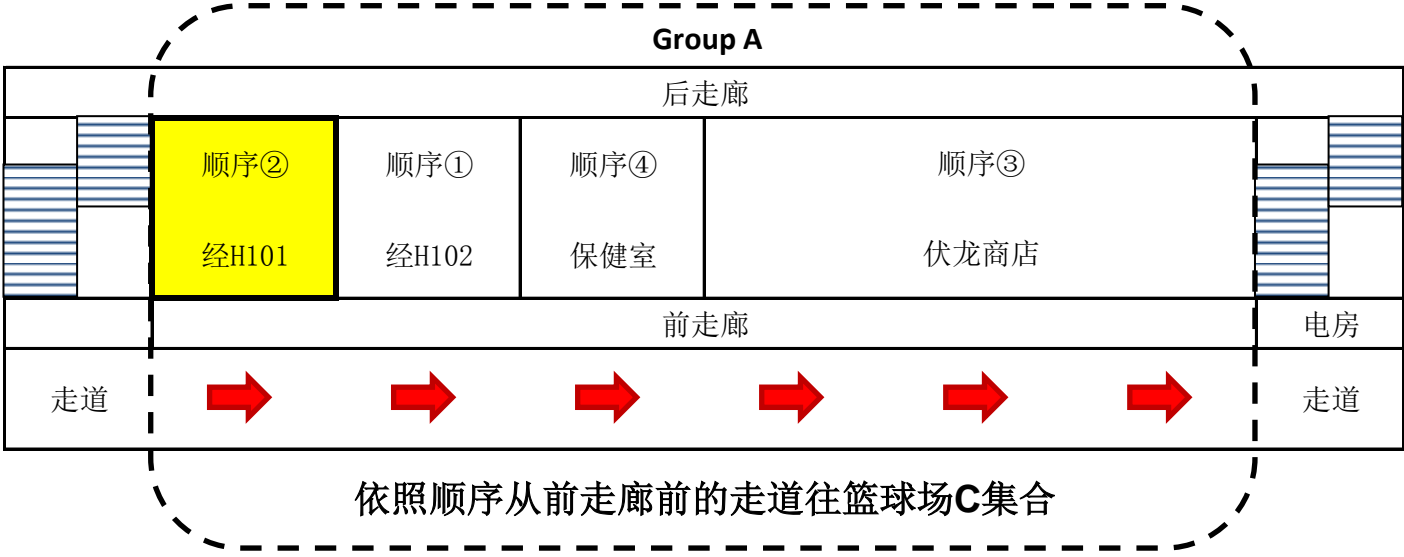 Group A
后走廊
顺序②
顺序①
顺序④
顺序③
经H101
经H102
保健室
伏龙商店
前走廊
电房
走道
走道
依照顺序从前走廊前的走道往篮球场C集合